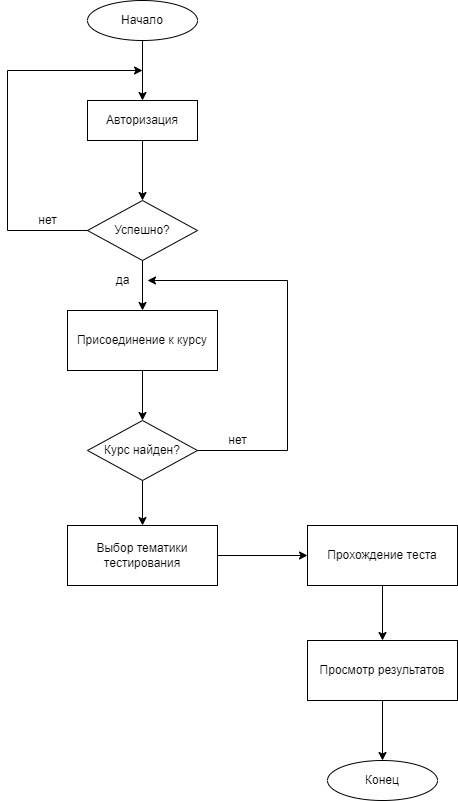 Начало
Авторизация
Успешно?
нет
да
Присоединение к курсу
Курс найден?
нет
Выбор тематики
тестирования
Прохождение теста
Просмотр результатов
Конец